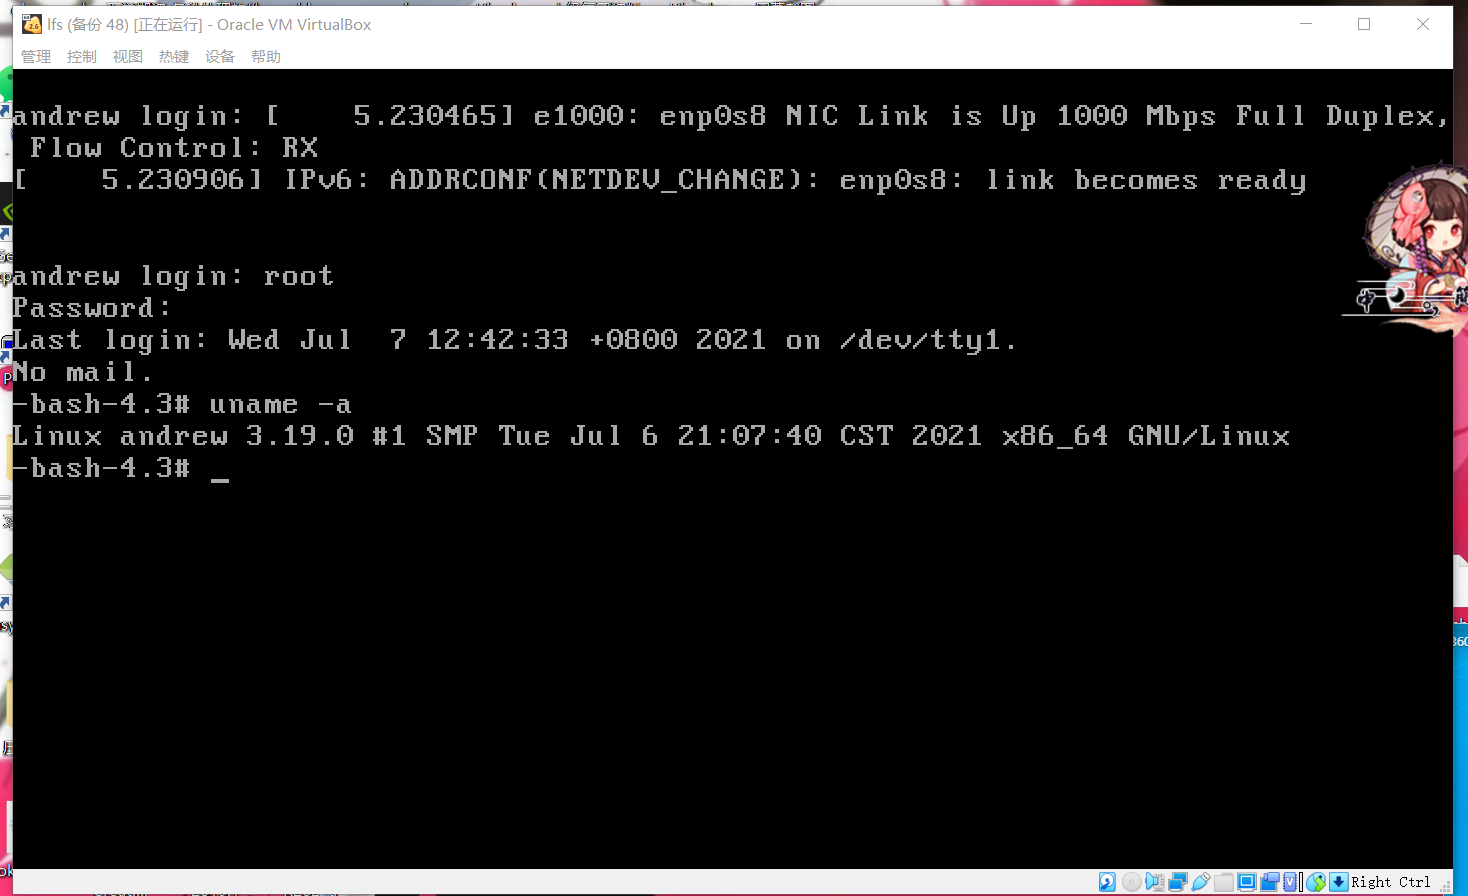 lfs (备份 48) [正在运行] - Oracle VM VirtualBox
管理 控制 视图 热键 设备 帮助
andrew login: [    5.230465] e1000: enp0s8 NIC Link is Up 1000 Mbps Full Duplex,
 Flow Control: RX
[    5.230906] IPv6: ADDRCONF(NETDEV_CHANGE): enp0s8: link becomes ready
andrew login: root
Password:
Last login: Wed Jul  7 12:42:33 +0800 2021 on /dev/tty1.
No mail.
-bash-4.3# uname -a
Linux andrew 3.19.0 #1 SMP Tue Jul 6 21:07:40 CST 2021 x86_64 GNU/Linux
-bash-4.3# _
中
Right Ctrl